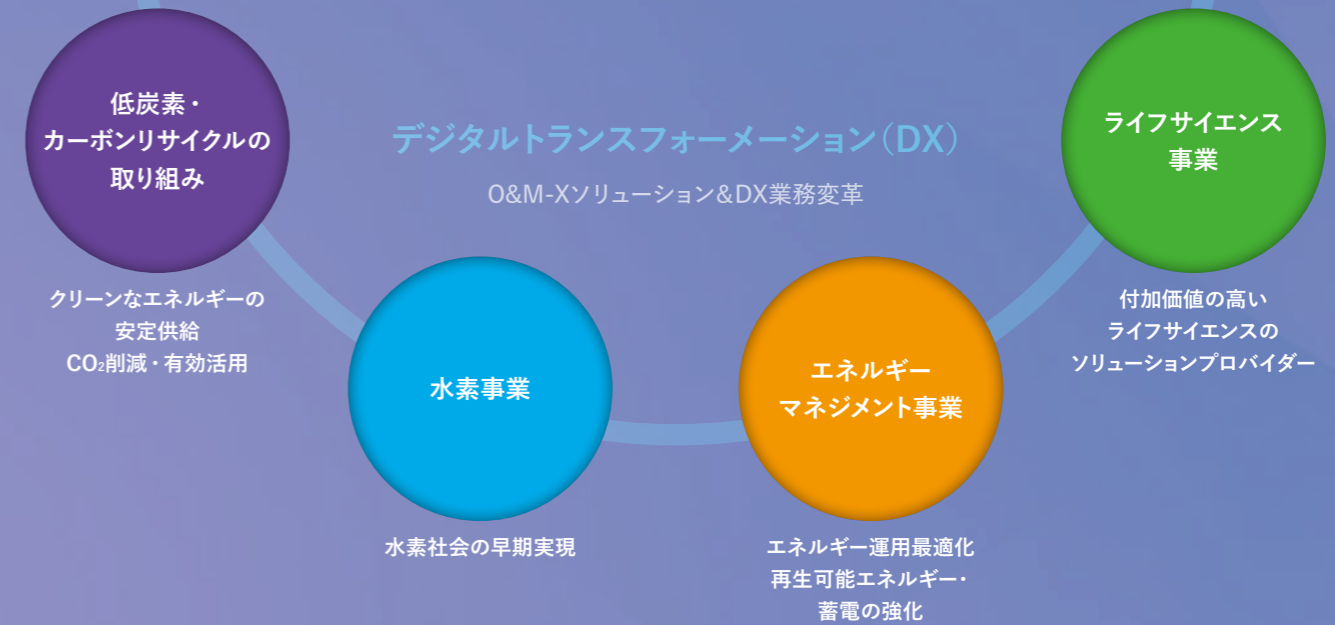 低炭素・
カーボンリサイクルの
取り組み
クリーンなエネルギーの
安定供給
CO₂削減・有効活用
デジタルトランスフォーメーション(DX)
O&M-Xソリューション&DX業務変革
水素事業
水素社会の早期実現
エネルギー
マネジメント事業
エネルギー運用最適化
再生可能エネルギー・
蓄電の強化
ライフサイエンス
事業
付加価値の高い
ライフサイエンスの
ソリューションプロバイダー